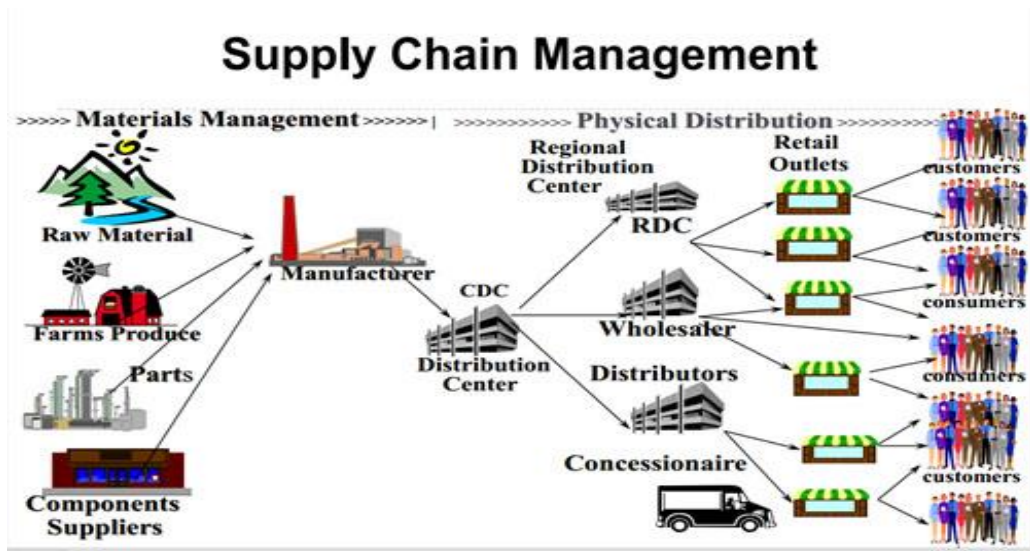 Supply Chain Management
>>>>> Materials Management >>>>>> |
>>>>>>>>>>> Physical Distribution >>>>>>>>>>>>
Regional
Distribution
Center
RDC
Retail
Outlets
customers
customers
consumers
consumers
customers
Raw Material
Farms Produce
Parts
Components
Suppliers
Manufacturer
CDC
Distribution
Center
Wholesaler
Distributors
Concessionaire